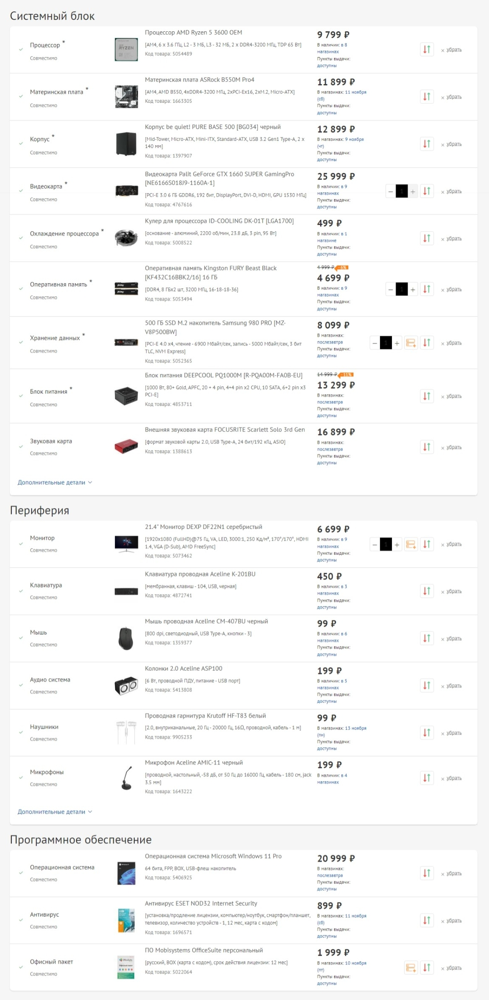 Системный блок
Процессор *
Совместимо
Процессор AMD Ryzen 5 3600 OEM
[AM4, 6 x 3.6 ГГц, L2 - 3 МБ, L3 - 32 МБ, 2 x DDR4-3200 МГц, TDP 65 Вт]
Код товара: 5054489
9 799 ₽
В наличии: в 8
магазинах
Пункты выдачи:
доступны
убрать
Материнская плата *
Совместимо
Материнская плата ASRock B550M Pro4
[AM4, AMD B550, 4xDDR4-3200 МГц, 2xPCI-Ex16, 2xM.2, Micro-ATX]
Код товара: 1663305
11 899 ₽
В магазинах: 11 ноября
(сб)
Пункты выдачи:
доступны
убрать
Корпус *
Совместимо
Корпус be quiet! PURE BASE 500 [BG034] черный
[Mid-Tower, Micro-ATX, Mini-ITX, Standard-ATX, USB 3.2 Gen1 Type-A, 2 x
140 мм]
Код товара: 1397907
12 899 ₽
В магазинах: 9 ноября
(чт)
Пункты выдачи:
доступны
убрать
Видеокарта *
Совместимо
Видеокарта Palit GeForce GTX 1660 SUPER GamingPro
[NE6166S018J9-1160A-1]
[PCI-E 3.0 6 ГБ GDDR6, 192 бит, DisplayPort, DVI-D, HDMI, GPU 1530 МГц]
Код товара: 4767616
25 999 ₽
В наличии: в 9
магазинах
Пункты выдачи:
доступны
− 1 +
убрать
Охлаждение процессора *
Совместимо
Кулер для процессора ID-COOLING DK-01T [LGA1700]
[основание - алюминий, 2200 об/мин, 23.8 дБ, 3 pin, 95 Вт]
Код товара: 5008522
499 ₽
В наличии: в 1
магазине
Пункты выдачи:
доступны
убрать
Оперативная память *
Совместимо
Оперативная память Kingston FURY Beast Black
[KF432C16BBK2/16] 16 ГБ
[DDR4, 8 ГБx2 шт, 3200 МГц, 16-18-18-36]
Код товара: 5053494
4 999 ₽ -6%
4 699 ₽
В наличии: в 9
магазинах
Пункты выдачи:
доступны
− 1 +
убрать
Хранение данных *
Совместимо
500 ГБ SSD M.2 накопитель Samsung 980 PRO [MZ-
V8P500BW]
[PCI-E 4.0 x4, чтение - 6900 Мбайт/сек, запись - 5000 Мбайт/сек, 3 бит
TLC, NVM Express]
Код товара: 5052365
8 099 ₽
В магазинах:
послезавтра
Пункты выдачи:
доступны
− 1 +
убрать
Блок питания *
Совместимо
Блок питания DEEPCOOL PQ1000M [R-PQA00M-FA0B-EU]
[1000 Вт, 80+ Gold, APFC, 20 + 4 pin, 4+4 pin x2 CPU, 10 SATA, 6+2 pin x3
PCI-E]
Код товара: 4853711
14 999 ₽ -11%
13 299 ₽
В магазинах:
послезавтра
Пункты выдачи:
доступны
убрать
Звуковая карта
Совместимо
Внешняя звуковая карта FOCUSRITE Scarlett Solo 3rd Gen
[формат звуковой карты 2.0, USB Type-A, 24 бит/192 кГц, ASIO]
Код товара: 1388613
16 899 ₽
В магазинах:
послезавтра
Пункты выдачи:
доступны
убрать
Дополнительные детали
Периферия
Монитор
Совместимо
21.4" Монитор DEXP DF22N1 серебристый
[1920x1080 (FullHD)@75 Гц, VA, LED, 3000:1, 250 Кд/м², 170°/170°, HDMI
1.4, VGA (D-Sub), AMD FreeSync]
Код товара: 5073462
6 699 ₽
В наличии: в 9
магазинах
Пункты выдачи:
доступны
− 1 +
убрать
Клавиатура
Совместимо
Клавиатура проводная Aceline K-201BU
[мембранная, клавиш - 104, USB, черная]
Код товара: 4872741
450 ₽
В наличии: в 3
магазинах
Пункты выдачи:
доступны
убрать
Мышь
Совместимо
Мышь проводная Aceline CM-407BU черный
[800 dpi, светодиодный, USB Type-A, кнопки - 3]
Код товара: 1359377
99 ₽
В наличии: в 6
магазинах
Пункты выдачи:
доступны
убрать
Аудио система
Совместимо
Колонки 2.0 Aceline ASP100
[6 Вт, проводной ПДУ, питание - USB порт]
Код товара: 5413808
199 ₽
В наличии: в 5
магазинах
Пункты выдачи:
доступны
убрать
Наушники
Совместимо
Проводная гарнитура Krutoff HF-T83 белый
[2.0, внутриканальные, 20 Гц - 20000 Гц, 16Ω, проводной, кабель - 1 м]
Код товара: 9905233
99 ₽
В магазинах: 13 ноября
(пн)
Пункты выдачи:
доступны
убрать
Микрофоны
Совместимо
Микрофон Aceline AMIC-11 черный
[проводной, настольный, -58 дБ, от 50 Гц до 16000 Гц, кабель - 180 см, jack
3.5 мм]
Код товара: 1643222
199 ₽
В наличии: в 4
магазинах
убрать
Дополнительные детали
Программное обеспечение
Операционная система
Совместимо
Операционная система Microsoft Windows 11 Pro
64 бита, FPP, BOX, USB-флеш накопитель
Код товара: 5406925
20 999 ₽
В магазинах:
послезавтра
Пункты выдачи:
доступны
убрать
Антивирус
Совместимо
Антивирус ESET NOD32 Internet Security
[установка/продление лицензии, компьютер/ноутбук, смартфон/планшет,
телевизор, количество устройств - 1, 12 мес, карта с кодом]
Код товара: 1696571
899 ₽
В магазинах: 11 ноября
(сб)
Пункты выдачи:
доступны
убрать
Офисный пакет
Совместимо
ПО Mobisystems OfficeSuite персональный
[русский, BOX (карта с кодом), срок действия лицензии: 12 мес]
Код товара: 5022064
1 999 ₽
В магазинах: 10 ноября
(пт)
Пункты выдачи:
доступны
убрать